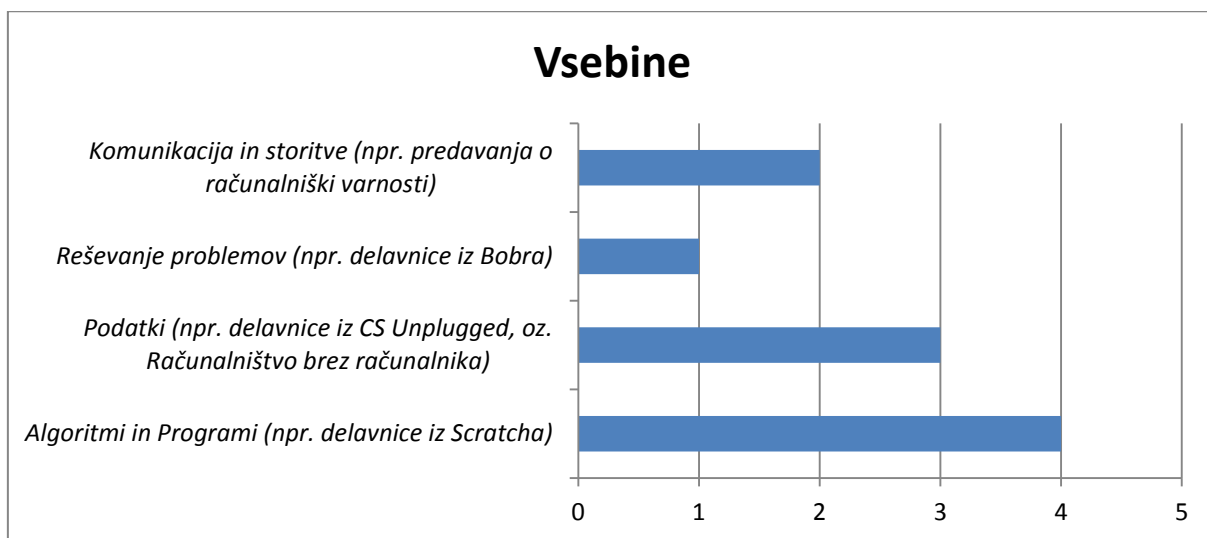 Vsebine
Komunikacija in storitve (npr. predavanja o
računalniški varnosti)
Reševanje problemov (npr. delavnice iz Bobra)
Podatki (npr. delavnice iz CS Unplugged, oz.
Računalništvo brez računalnika)
Algoritmi in Programi (npr. delavnice iz Scratcha)
0 1 2 3 4 5